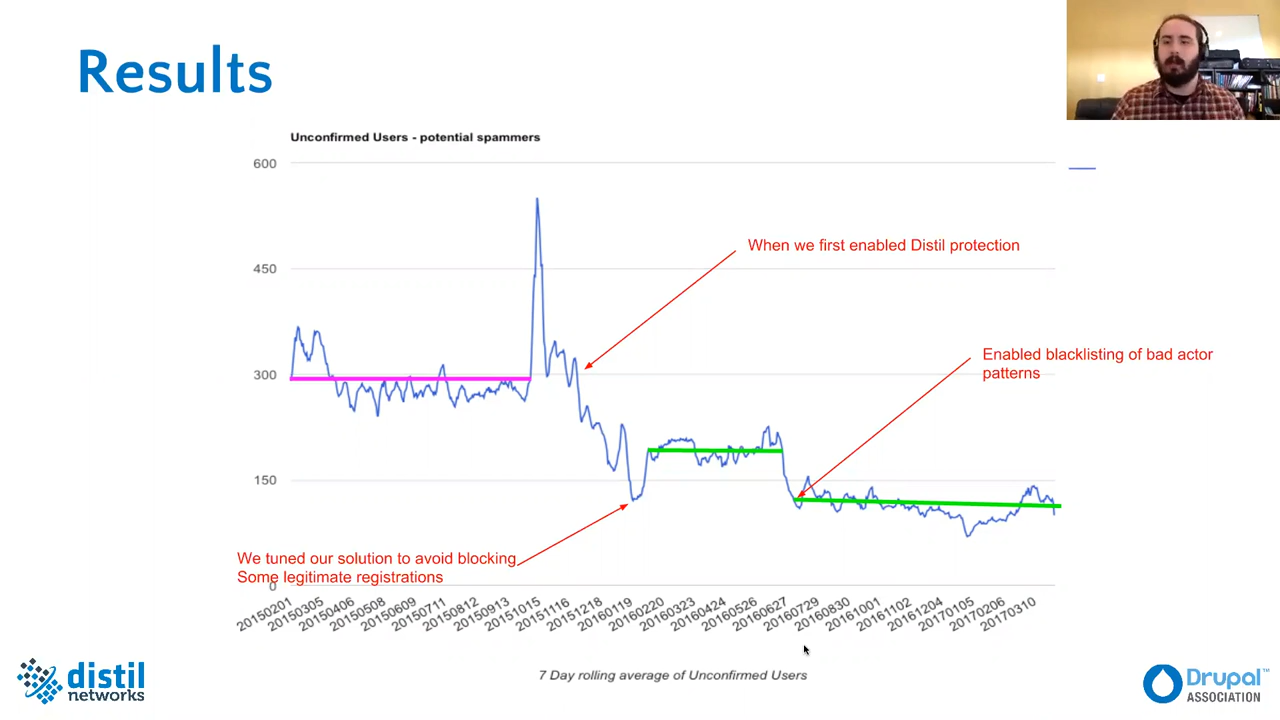 Results
Unconfirmed Users - potential spammers
600
450
300
150
0
When we first enabled Distil protection
Enabled blacklisting of bad actor
patterns
We tuned our solution to avoid blocking
Some legitimate registrations
20150201
20150305
20150406
20150508
20150609
20150711
20150812
20150913
20151015
20151116
20151218
20160119
20160220
20160323
20160424
20160526
20160627
20160729
20160830
20161001
20161102
20161204
20170105
20170206
20170310
7 Day rolling average of Unconfirmed Users
distil
networks
Drupal™
ASSOCIATION